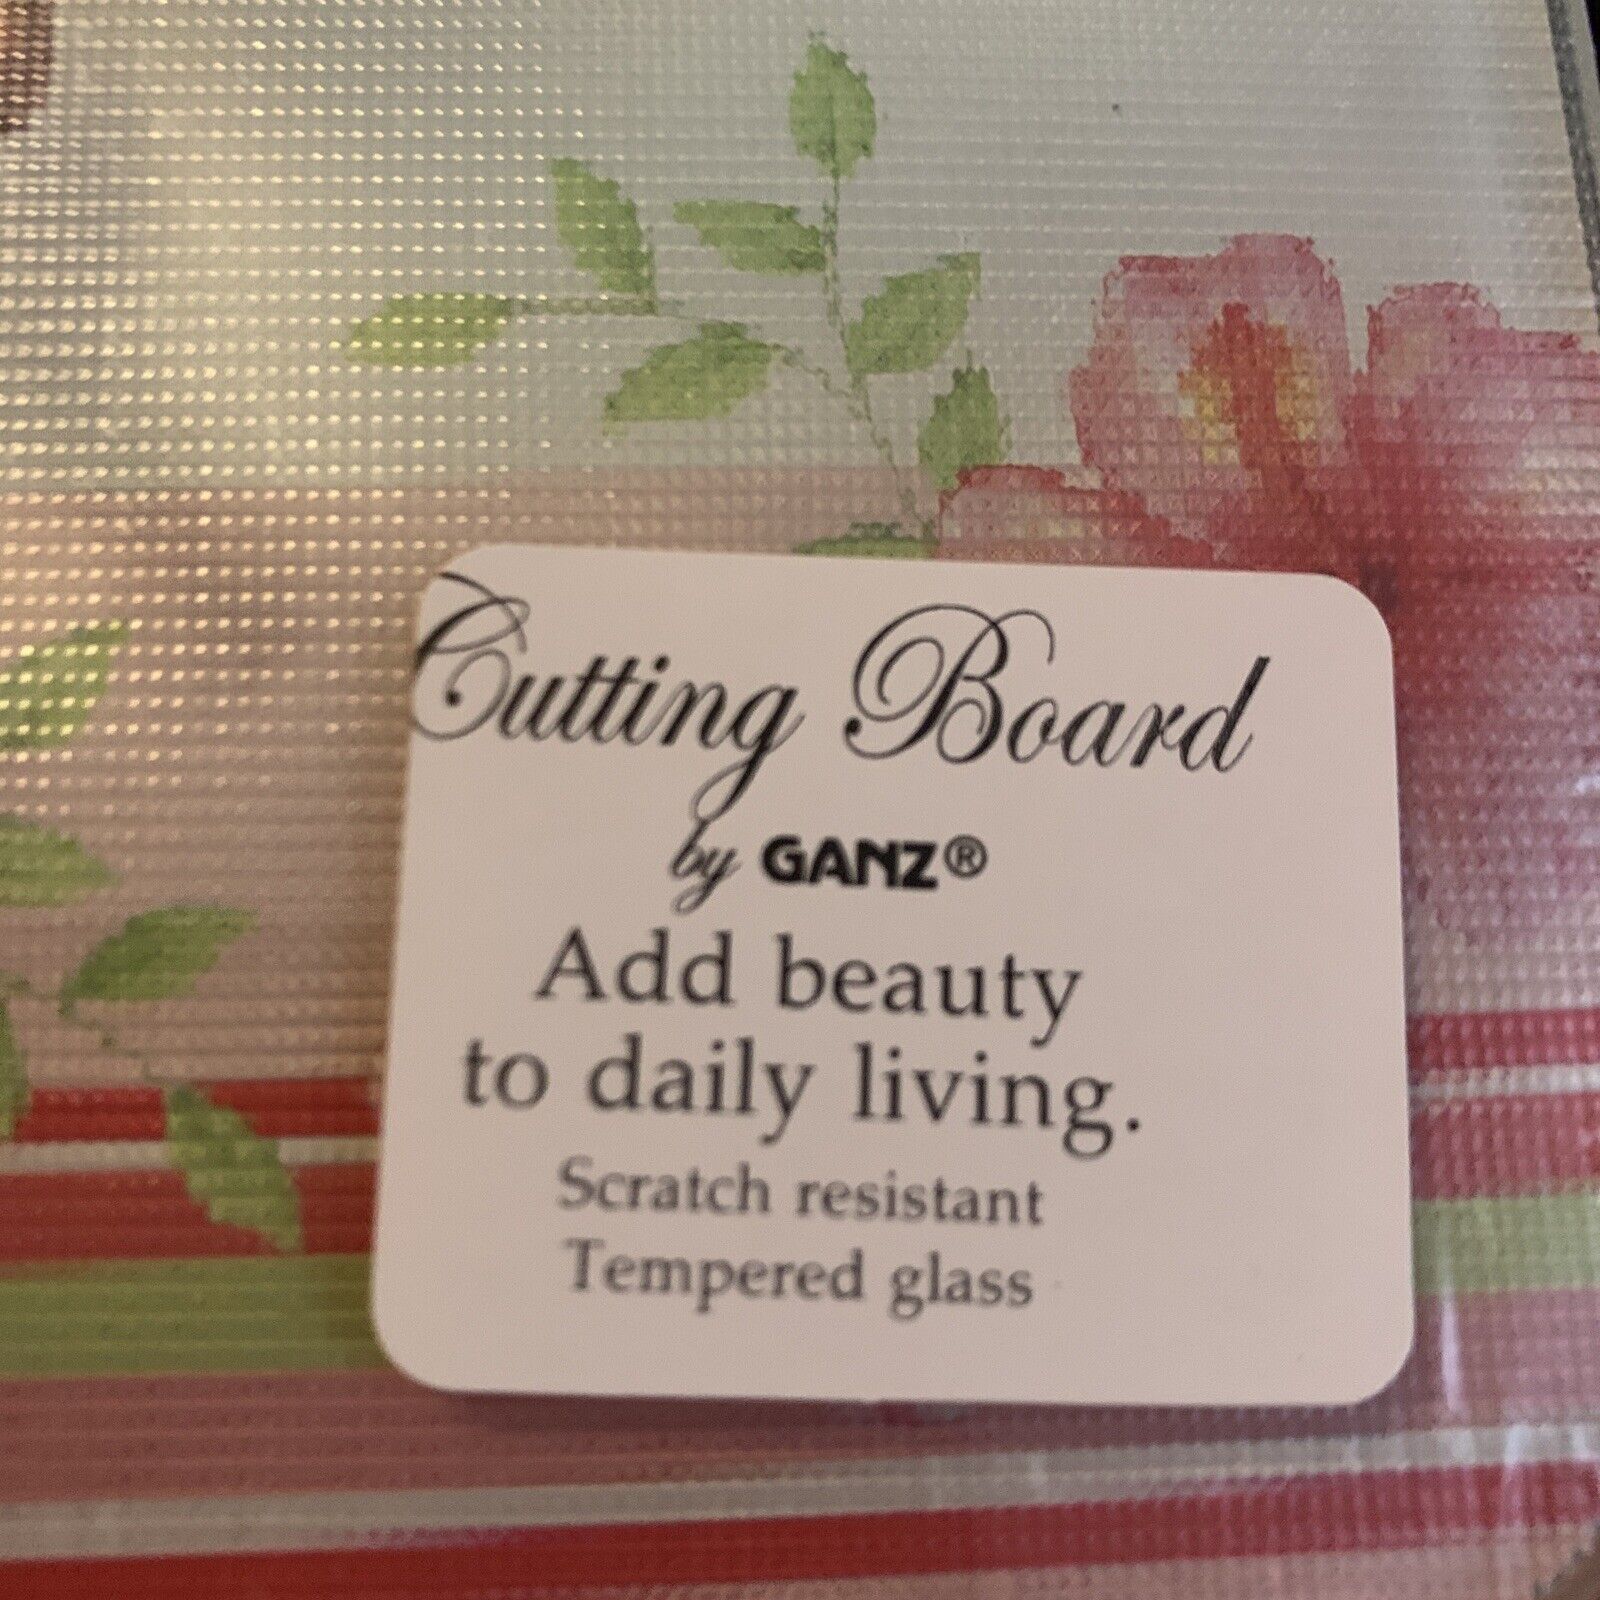 Cutting Board
by GANZ®
Add beauty
to daily living.
Scratch resistant
Tempered glass